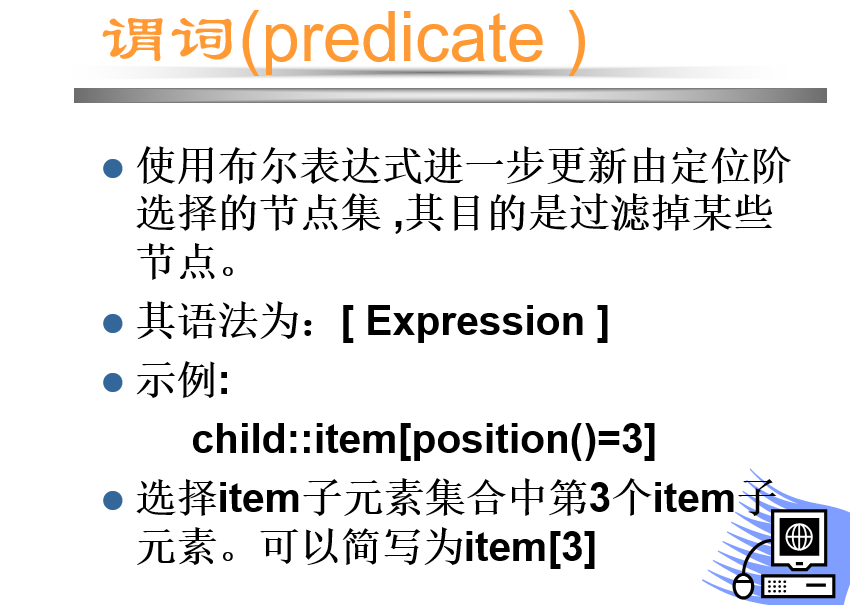 谓词(predicate )
使用布尔表达式进一步更新由定位阶
选择的节点集 ,其目的是过滤掉某些
节点。
其语法为：[ Expression ]
示例:
child::item[position()=3]
选择item子元素集合中第3个item子
元素。可以简写为item[3]